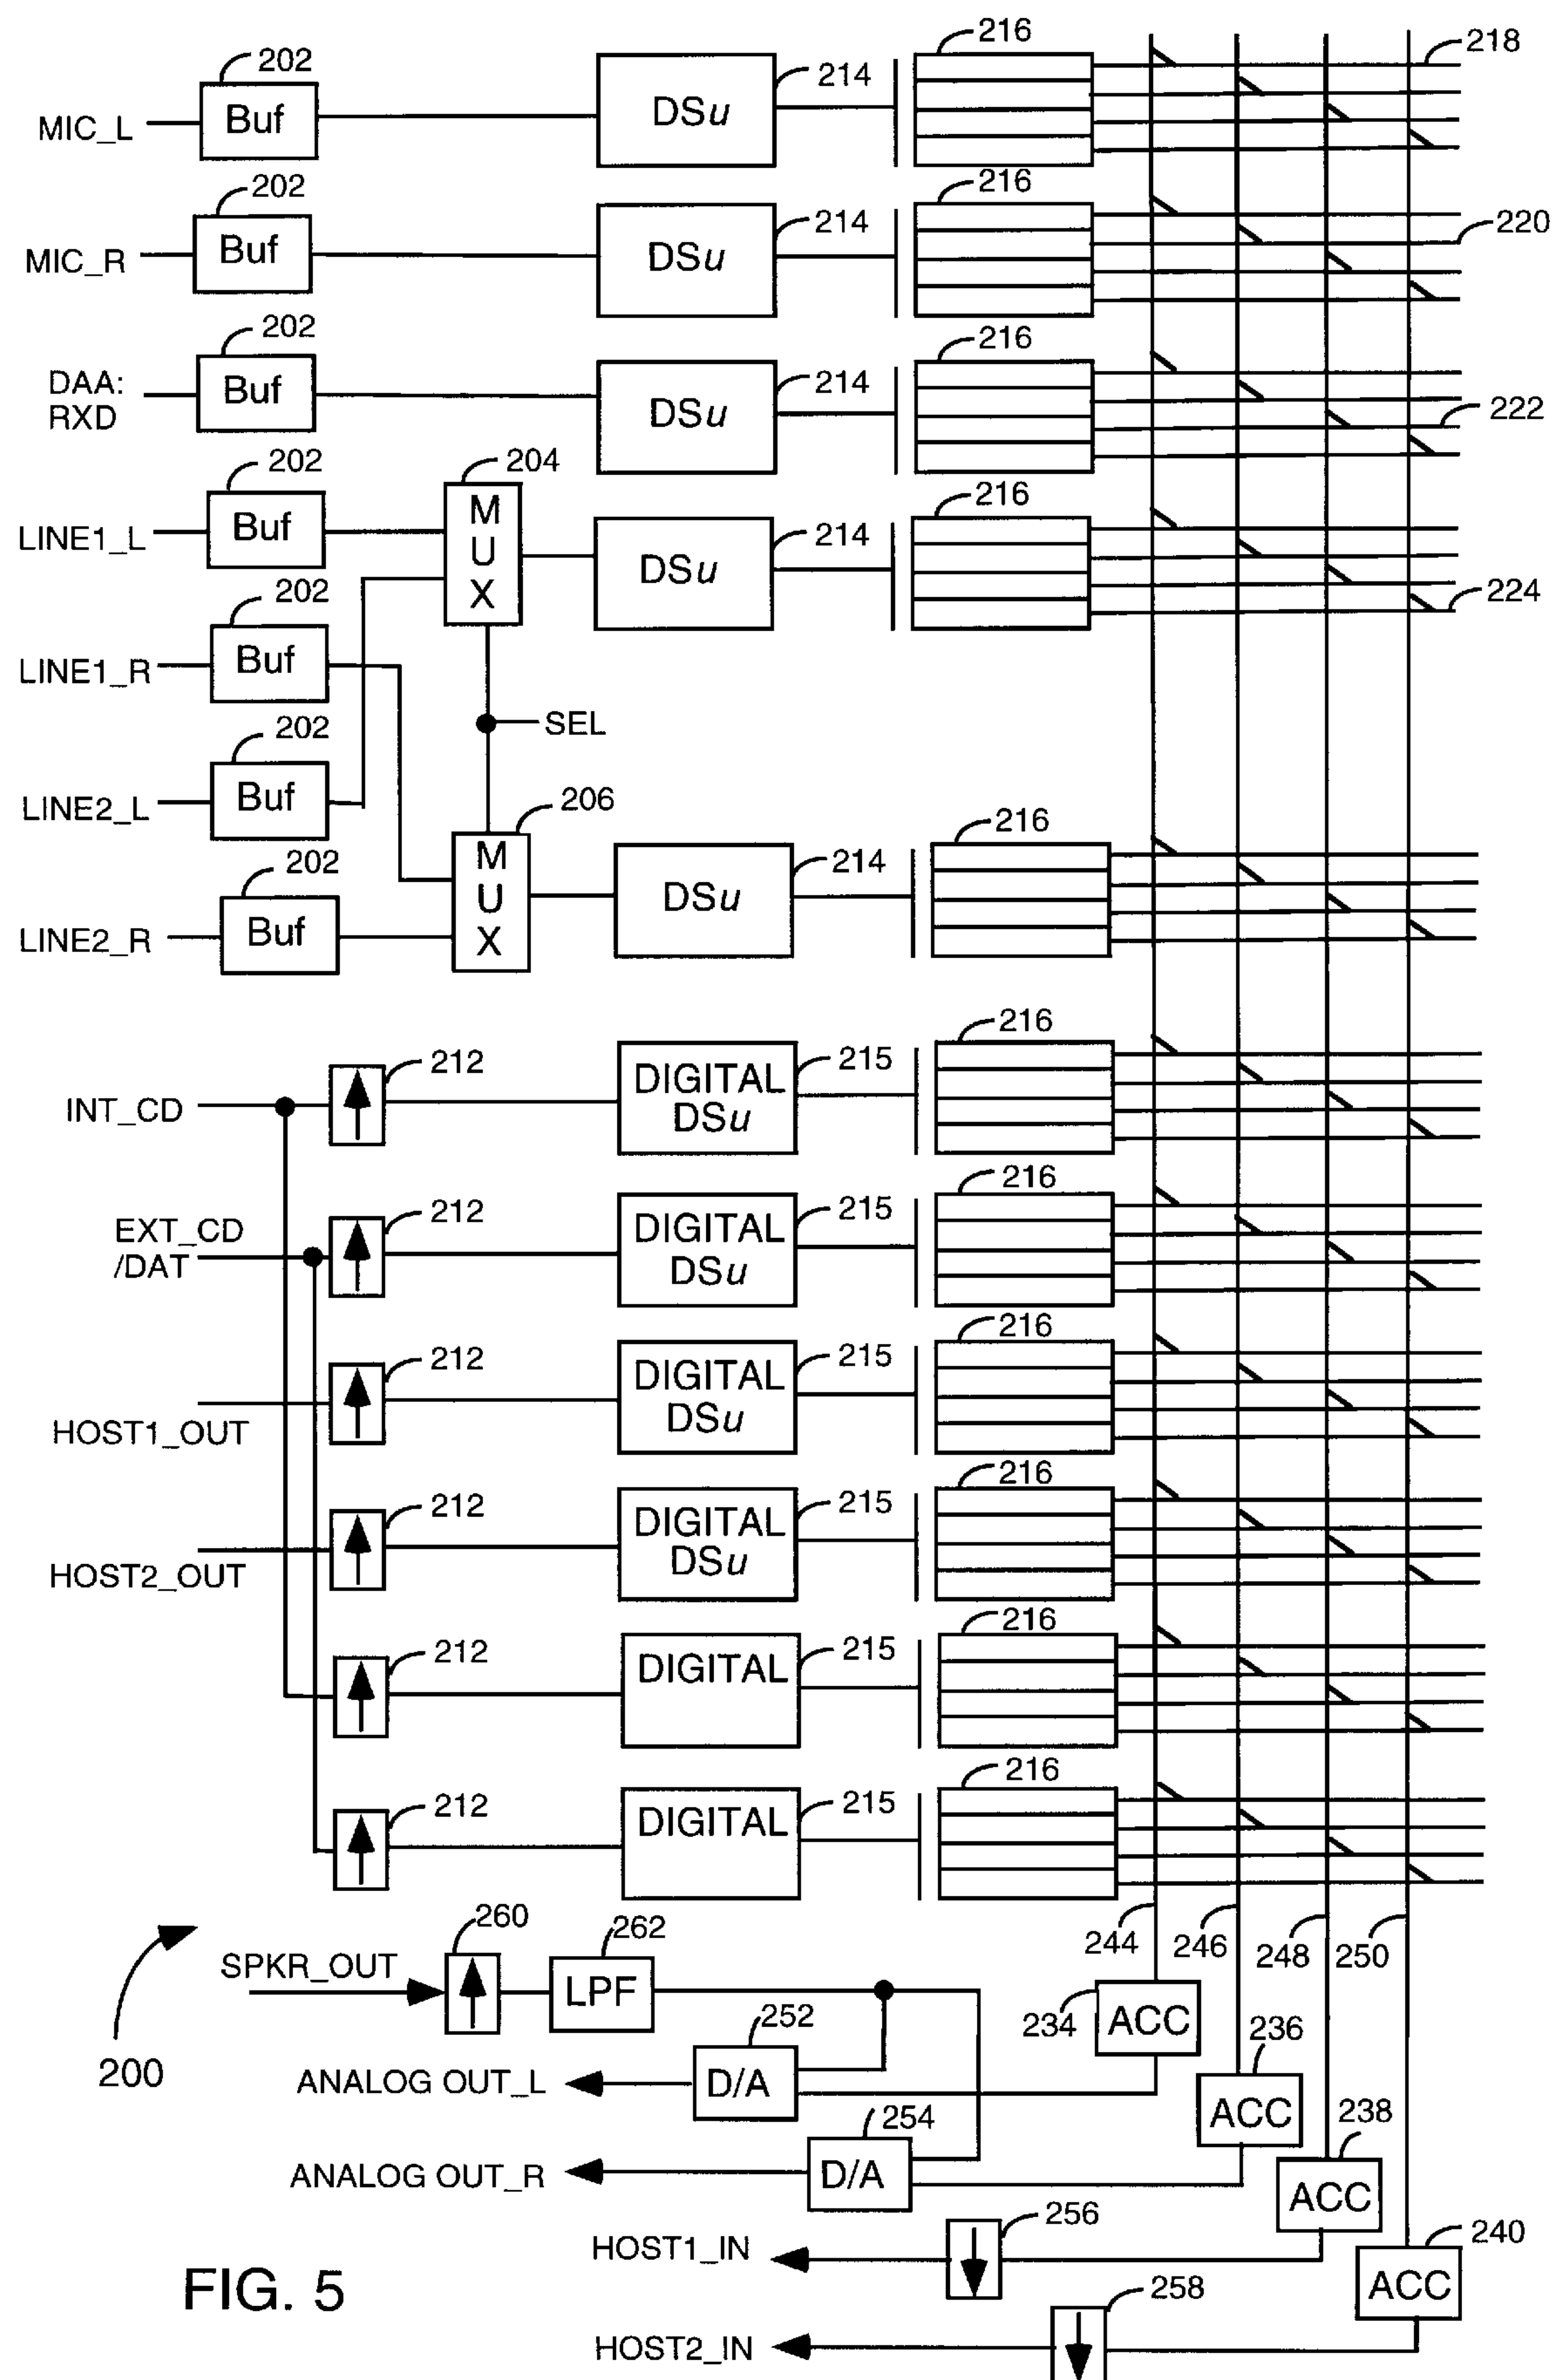 216
218
202
214
MIC_L
Buf
DSu
216
202
214
220
MIC_R
Buf
DSu
216
202
214
DAA:
RXD
Buf
DSu
222
202
204
216
LINE1_L
Buf
M
U
X
DSu
214
224
202
LINE1_R
Buf
202
SEL
LINE2_L
Buf
206
216
202
M
U
X
DSu
214
LINE2_R
Buf
216
212
215
INT_CD
DIGITAL
DSu
216
212
215
EXT_CD
/DAT
DIGITAL
DSu
216
212
215
HOST1_OUT
DIGITAL
DSu
216
212
215
HOST2_OUT
DIGITAL
DSu
216
212
215
DIGITAL
216
212
215
DIGITAL
260
262
244
246
248
250
SPKR_OUT
LPF
252
234
ACC
236
200
ANALOG OUT_L
D/A
254
ACC
238
ANALOG OUT_R
D/A
ACC
256
240
HOST1_IN
ACC
FIG. 5
258
HOST2_IN